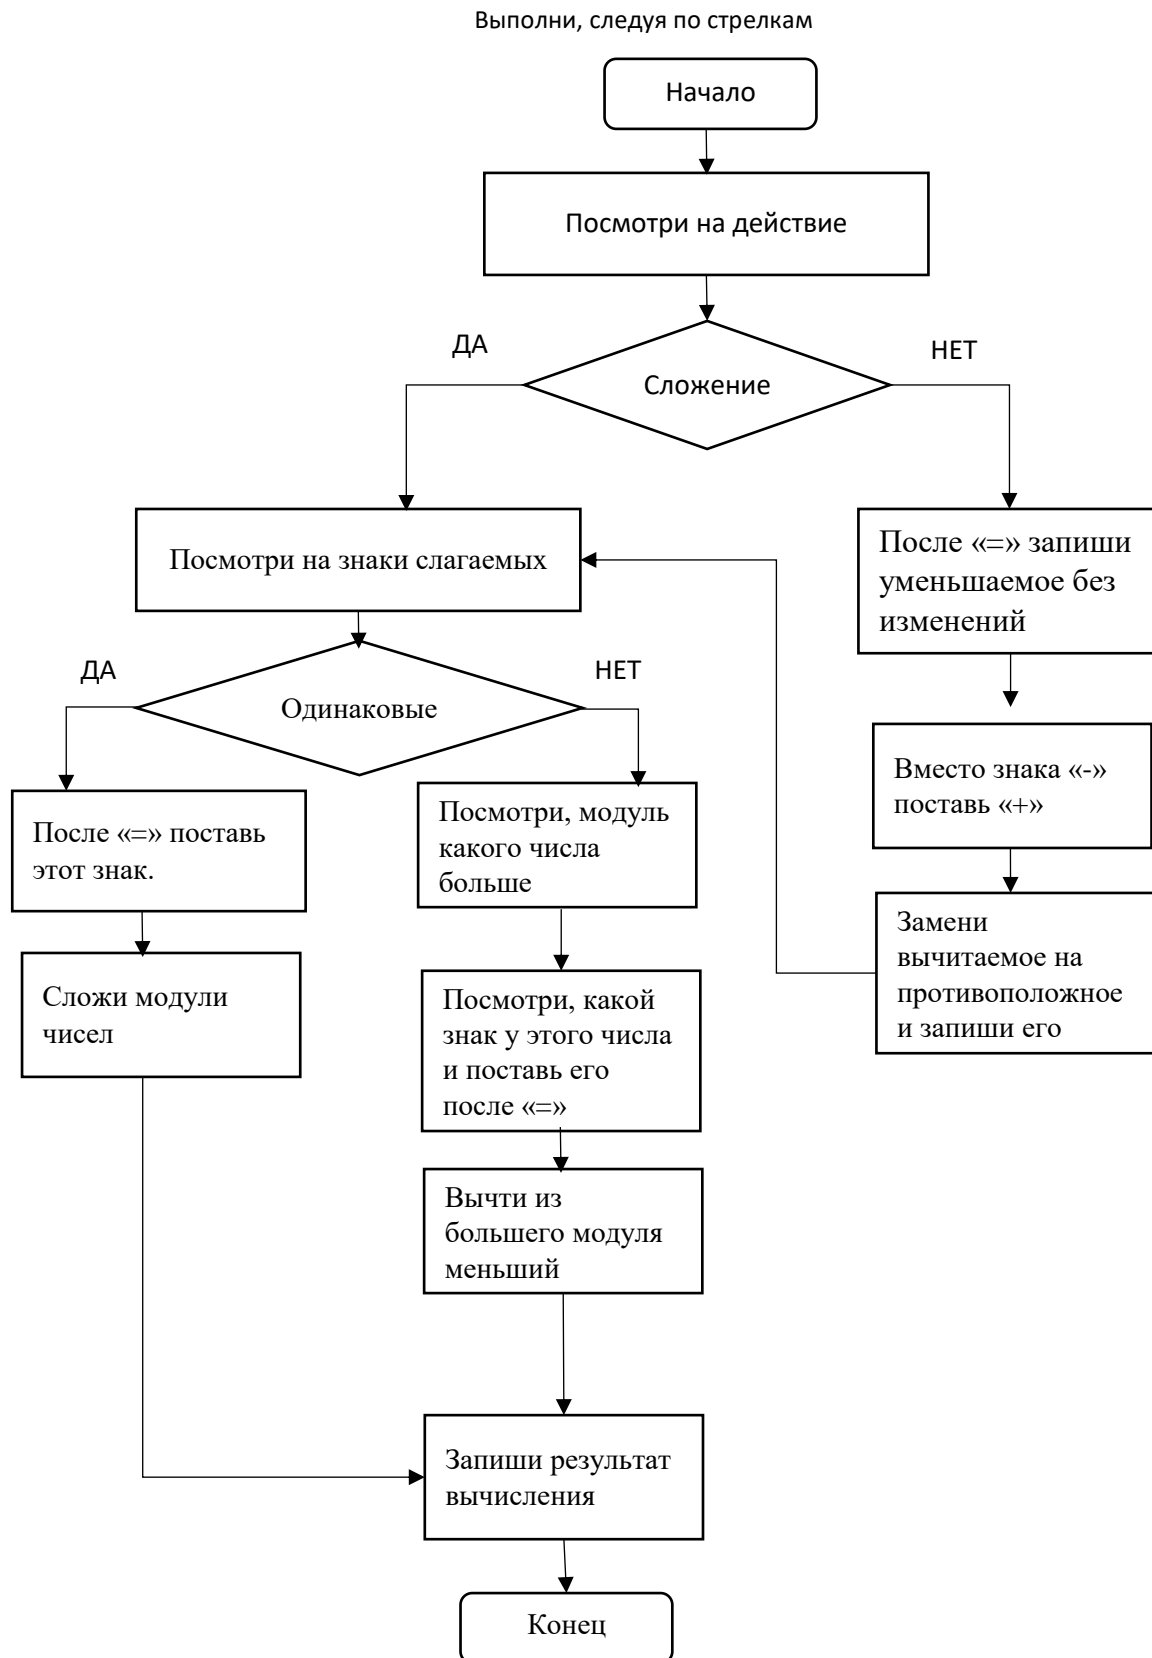 Выполни, следуя по стрелкам
Начало
Посмотри на действие
ДА
НЕТ
Сложение
Посмотри на знаки слагаемых
После «=» запиши
уменьшаемое без
изменений
ДА
НЕТ
Одинаковые
Вместо знака «-»
поставь «+»
После «=» поставь
этот знак.
Посмотри, модуль
какого числа
больше
Замени
вычитаемое на
противоположное
и запиши его
Сложи модули
чисел
Посмотри, какой
знак у этого числа
и поставь его
после «=»
Вычти из
большего модуля
меньший
Запиши результат
вычисления
Конец